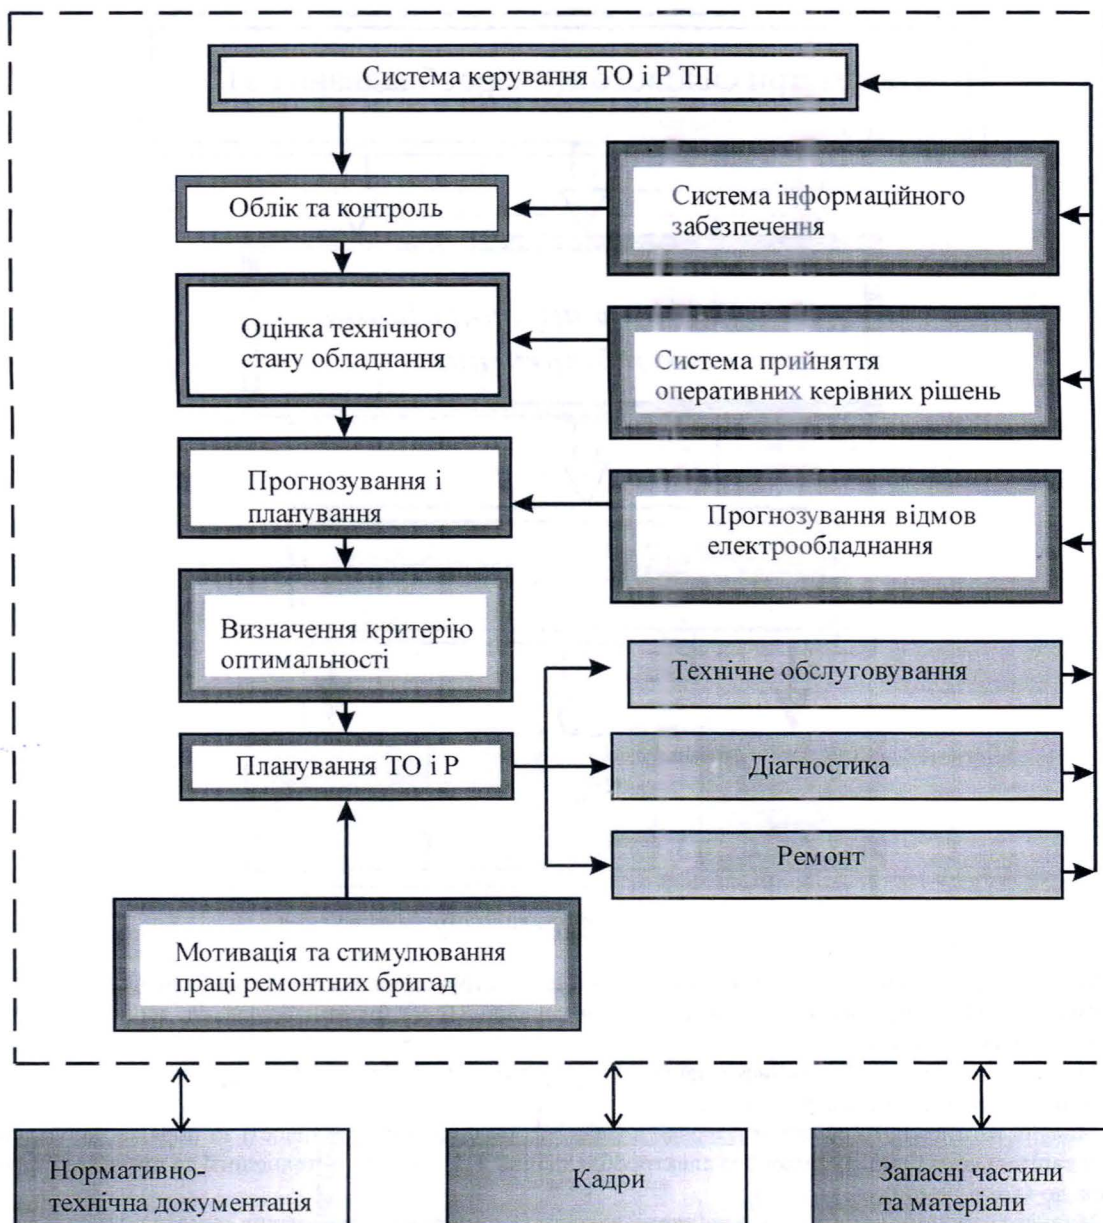 Система керування ТО і Р ТП
Облік та контроль
Система інформаційного
забезпечення
Оцінка технічного
стану обладнання
Система прийняття
оперативних керівних рішень
Прогнозування і
планування
Прогнозування відмов
електрообладнання
Визначення критерію
оптимальності
Технічне обслуговування
Планування ТО і Р
Діагностика
Ремонт
Мотивація та стимулювання
праці ремонтних бригад
Нормативно-
технічна документація
Кадри
Запасні частини
та матеріали